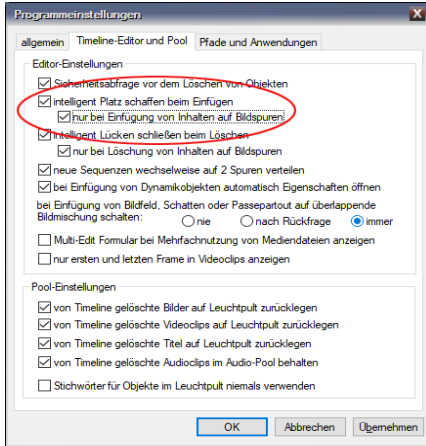 Programmeinstellungen
allgemein Timeline-Editor und Pool Pfade und Anwendungen
Editor-Einstellungen
Sicherheitsabfrage vor dem Löschen von Objekten
intelligent Platz schaffen beim Einfügen
nur bei Einfügung von Inhalten auf Bildspuren
intelligent Lücken schließen beim Löschen
nur bei Löschung von Inhalten auf Bildspuren
neue Sequenzen wechselweise auf 2 Spuren verteilen
bei Einfügung von Dynamikobjekten automatisch Eigenschaften öffnen
bei Einfügung von Bildfeld, Schatten oder Passepartout auf überlappende
Bildmischung schalten: nie nach Rückfrage immer
Multi-Edit Formular bei Mehrfachnutzung von Mediendateien anzeigen
nur ersten und letzten Frame in Videoclips anzeigen
Pool-Einstellungen
von Timeline gelöschte Bilder auf Leuchtpult zurücklegen
von Timeline gelöschte Videoclips auf Leuchtpult zurücklegen
von Timeline gelöschte Titel auf Leuchtpult zurücklegen
von Timeline gelöschte Audioclips im Audio-Pool behalten
Stichwörter für Objekte im Leuchtpult niemals verwenden
OK Abbrechen Übernehmen